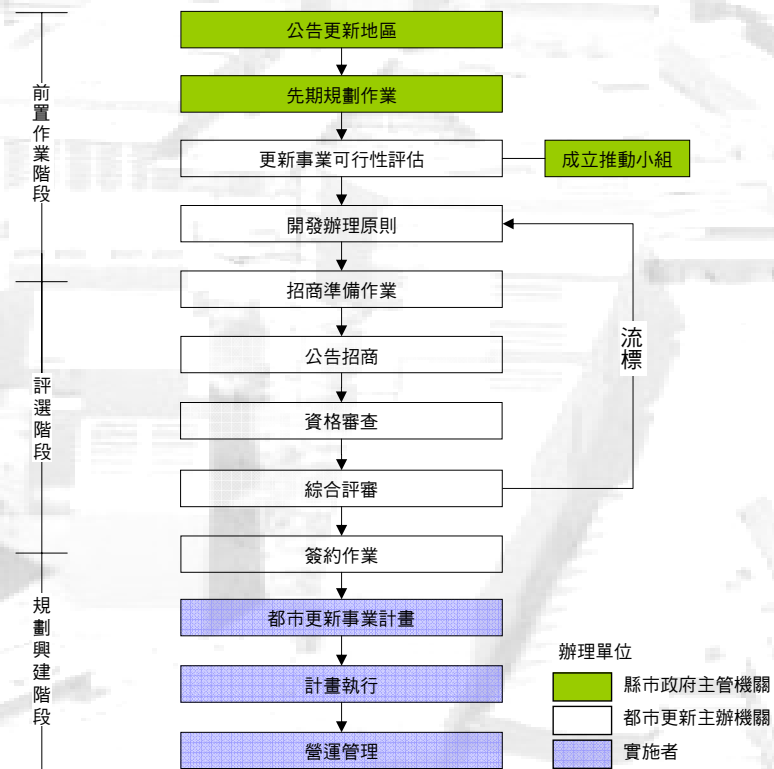 公告更新地區
先期規劃作業
前置作業階段
更新事業可行性評估
成立推動小組
開發辦理原則
招商準備作業
公告招商
流標
評選階段
資格審查
綜合評審
簽約作業
規劃興建階段
都市更新事業計畫
計畫執行
營運管理
辦理單位
縣市政府主管機關
都市更新主辦機關
實施者